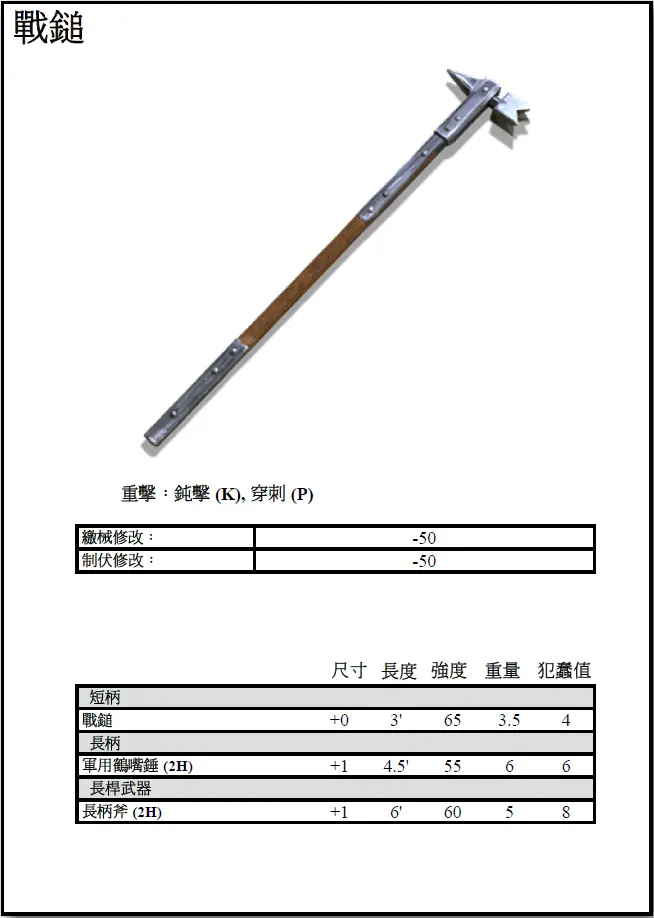 戰鎚
重擊：鈍擊 (K), 穿刺 (P)
繳械修改： -50
制伏修改： -50
尺寸 長度 強度 重量 犯蠢值
短柄
戰鎚 +0 3' 65 3.5 4
長柄
軍用鶴嘴錘 (2H) +1 4.5' 55 6 6
長桿武器
長柄斧 (2H) +1 6' 60 5 8